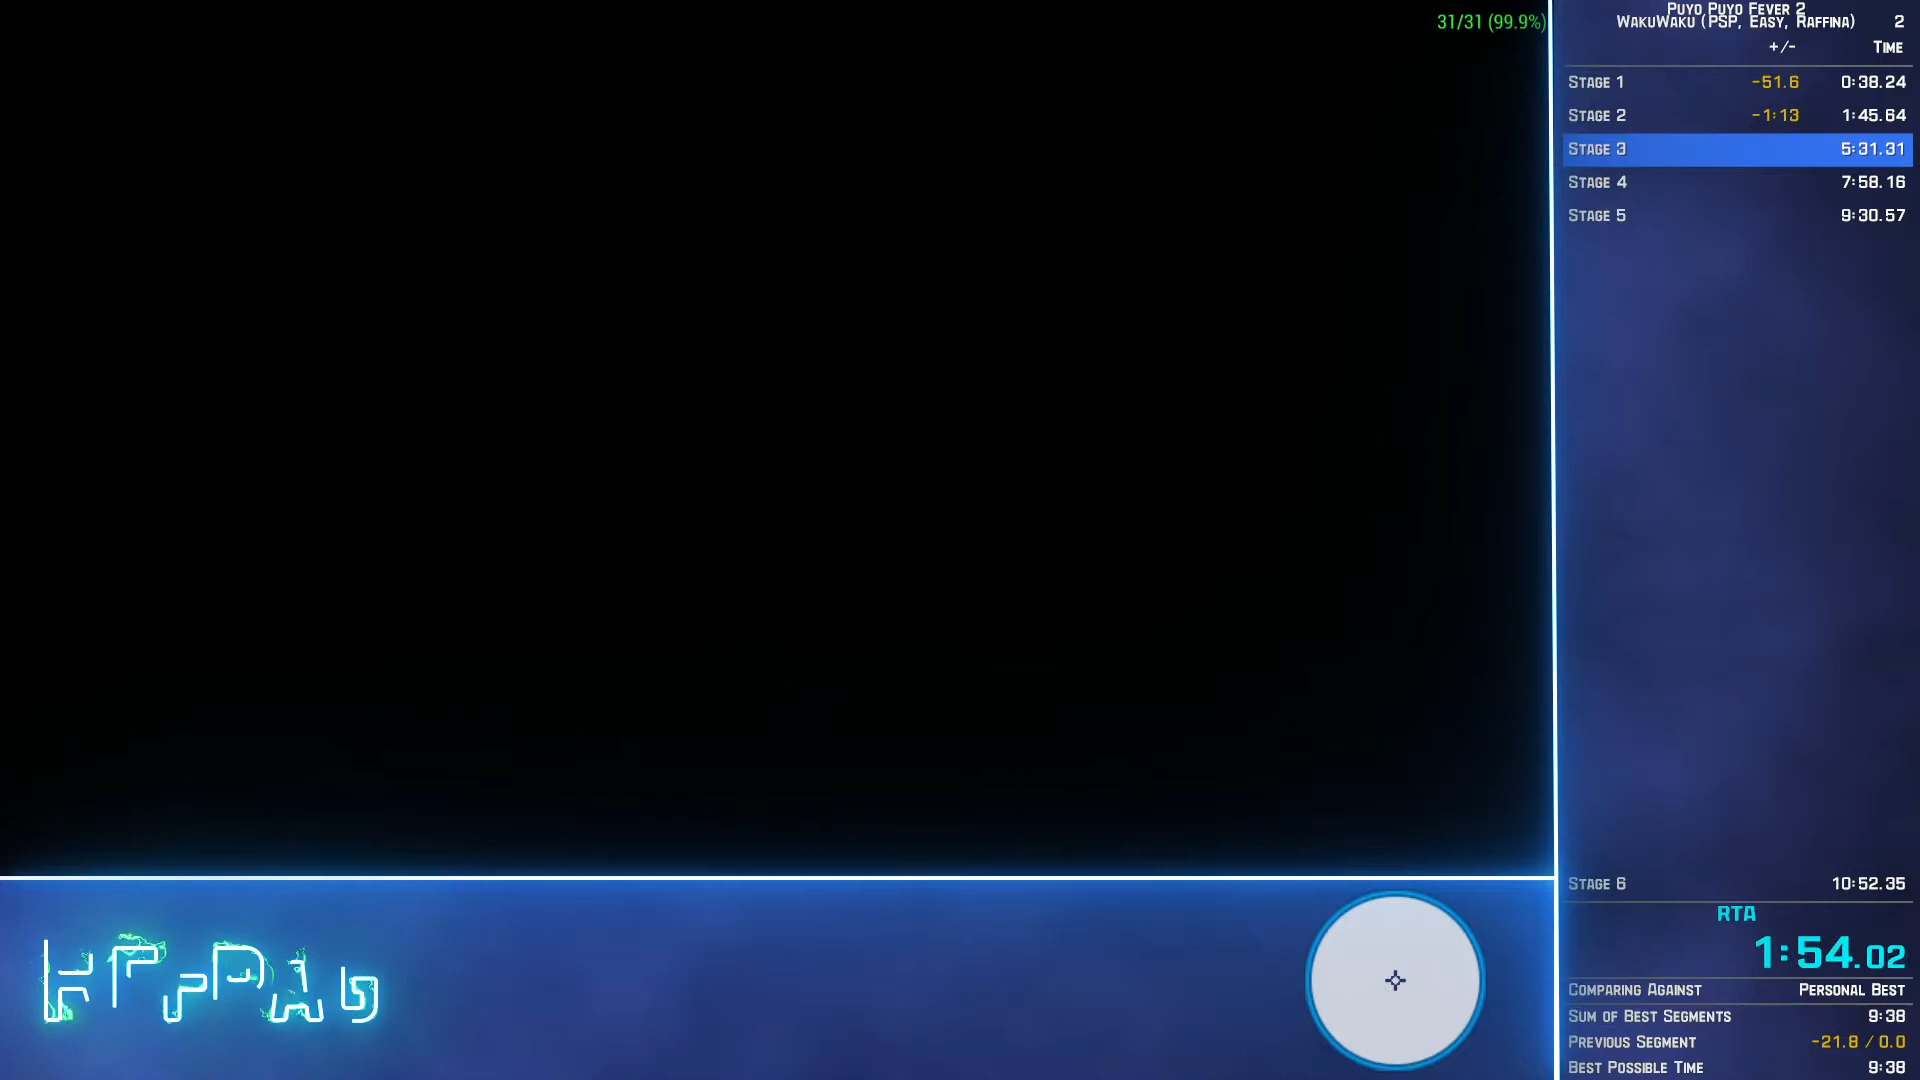 31/31 (99.9%)
Puyo Puyo Fever 2
WakuWaku (PSP, Easy, Raffina) 2
+/- Time
Stage 1 -51.6 0:38.24
Stage 2 -1:13 1:45.64
Stage 3 5:31.31
Stage 4 7:58.16
Stage 5 9:30.57
Stage 6 10:52.35
RTA
1:54.02
Comparing Against Personal Best
Sum of Best Segments 9:38
Previous Segment -21.8 / 0.0
Best Possible Time 9:38